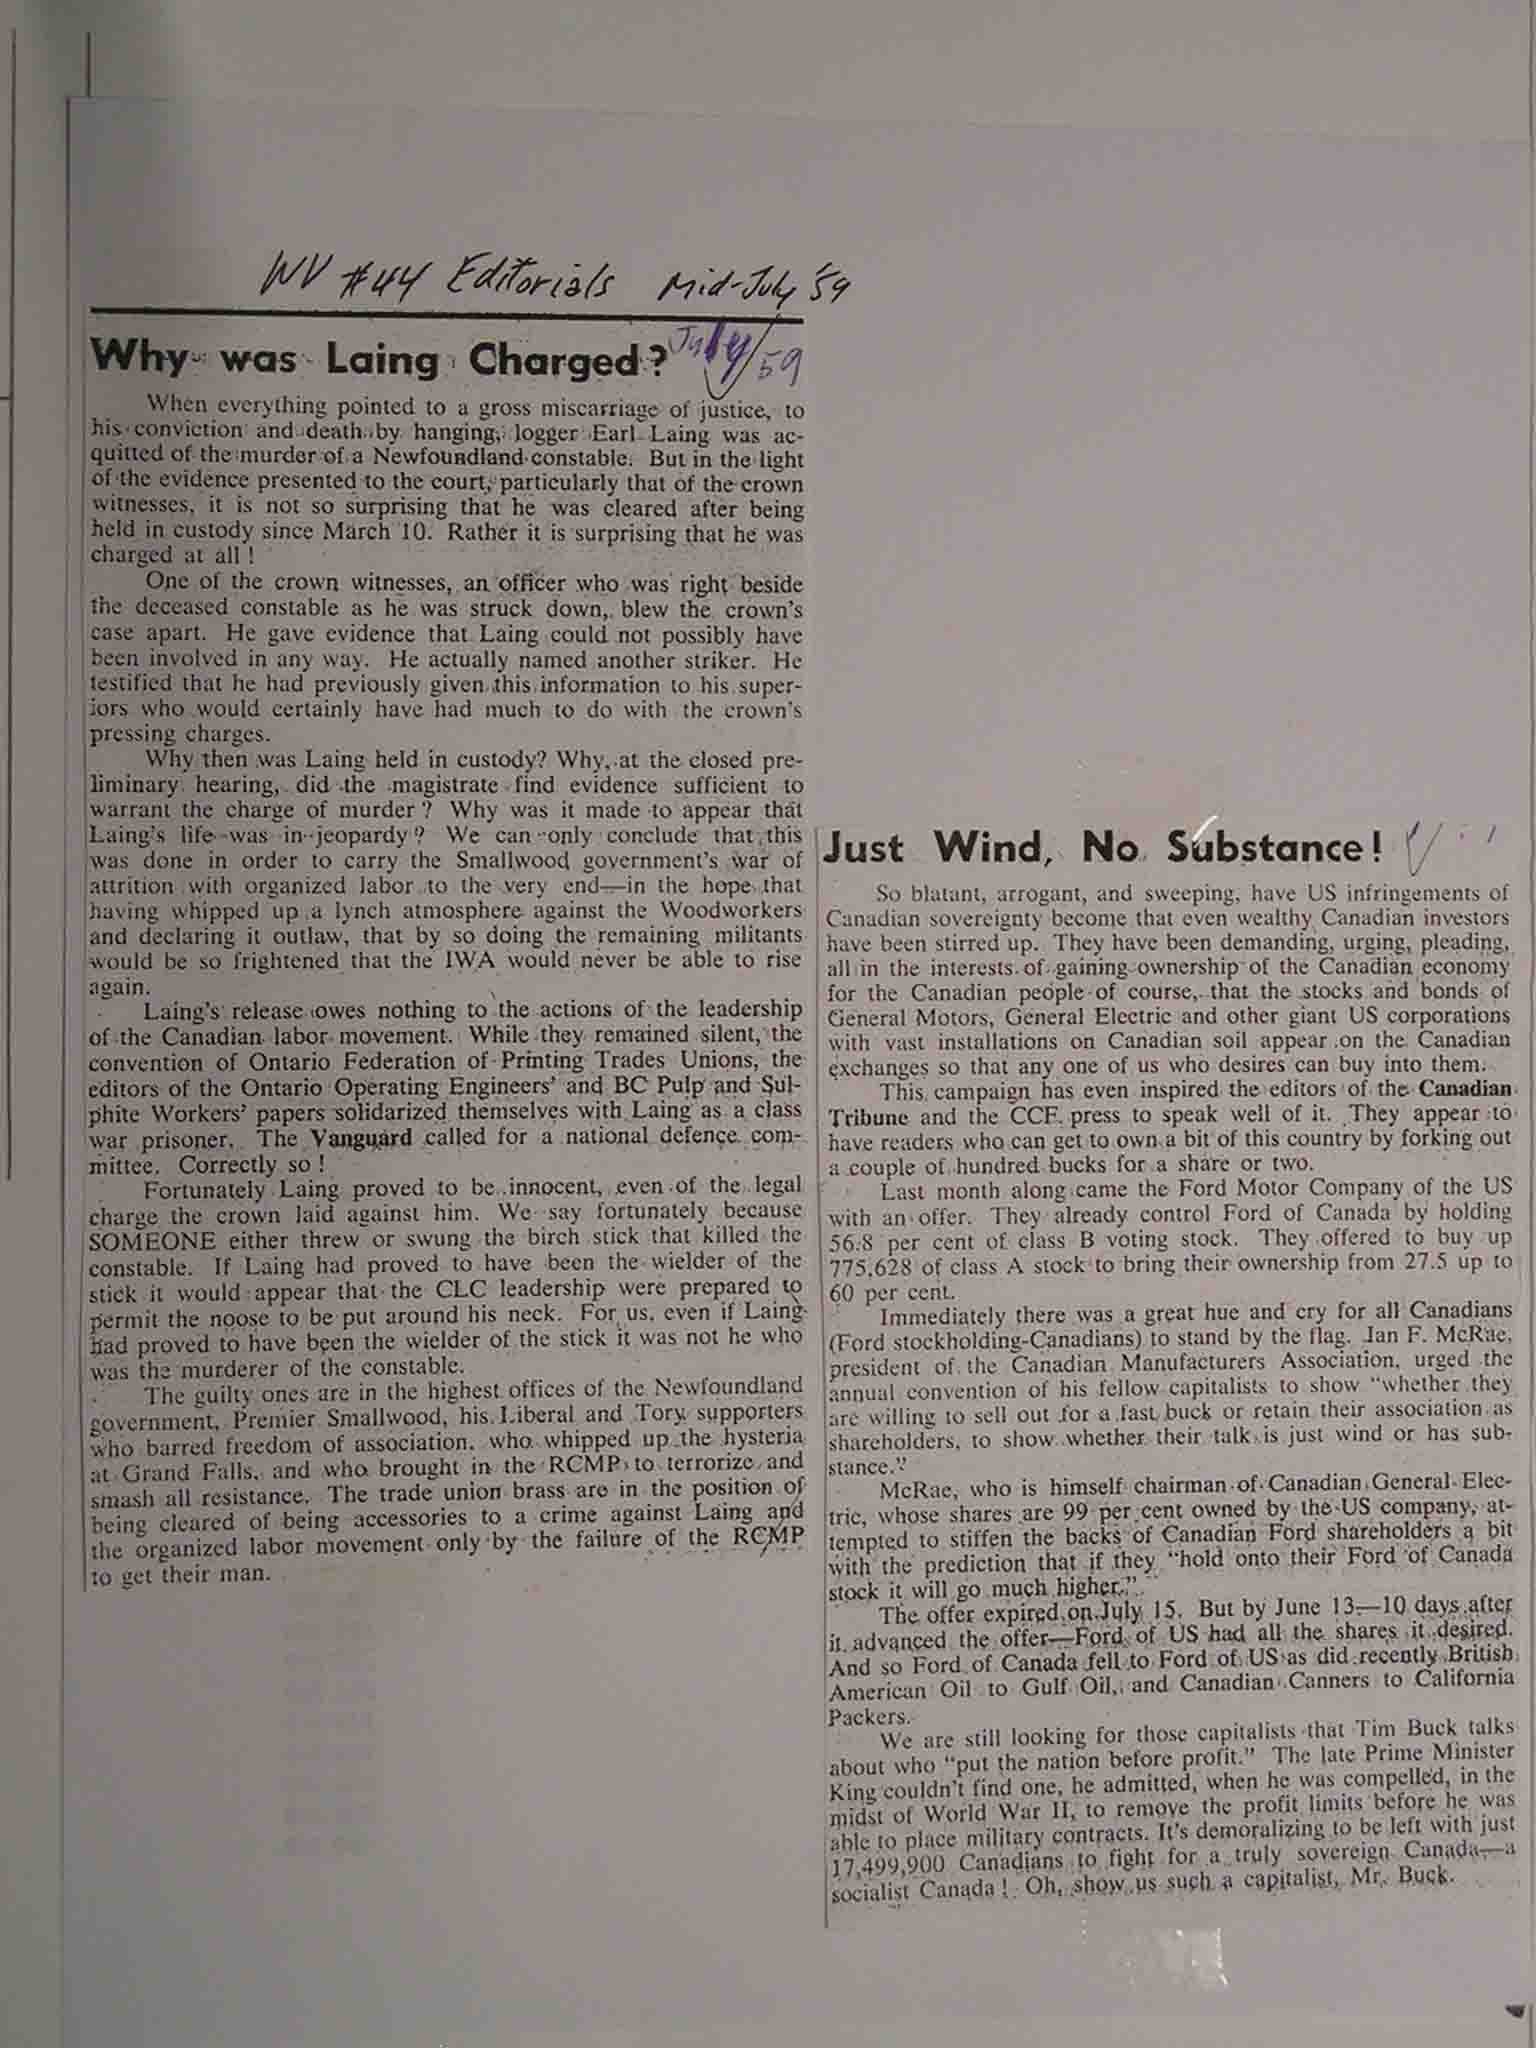 WV #44 Editorials Mid-July '59
Why was Laing Charged?
July/59
When everything pointed to a gross miscarriage of justice, to
his conviction and death by hanging, logger Earl Laing was ac-
quitted of the murder of a Newfoundland constable. But in the light
of the evidence presented to the court, particularly that of the crown
witnesses, it is not so surprising that he was cleared after being
held in custody since March 10. Rather it is surprising that he was
charged at all!
One of the crown witnesses, an officer who was right beside
the deceased constable as he was struck down, blew the crown's
case apart. He gave evidence that Laing could not possibly have
been involved in any way. He actually named another striker. He
testified that he had previously given this information to his super-
iors who would certainly have had much to do with the crown's
pressing charges.
Why then was Laing held in custody? Why, at the closed pre-
liminary hearing, did the magistrate find evidence sufficient to
warrant the charge of murder? Why was it made to appear that
Laing's life was in jeopardy? We can only conclude that this
was done in order to carry the Smallwood government's war of
attrition with organized labor to the very end—in the hope that
having whipped up a lynch atmosphere against the Woodworkers
and declaring it outlaw, that by so doing the remaining militants
would be so frightened that the IWA would never be able to rise
again.
Laing's release owes nothing to the actions of the leadership
of the Canadian labor movement. While they remained silent, the
convention of Ontario Federation of Printing Trades Unions, the
editors of the Ontario Operating Engineers' and BC Pulp and Sul-
phite Workers' papers solidarized themselves with Laing as a class
war prisoner. The Vanguard called for a national defence com-
mittee. Correctly so!
Fortunately Laing proved to be innocent, even of the legal
charge the crown laid against him. We say fortunately because
SOMEONE either threw or swung the birch stick that killed the
constable. If Laing had proved to have been the wielder of the
stick it would appear that the CLC leadership were prepared to
permit the noose to be put around his neck. For us, even if Laing
had proved to have been the wielder of the stick it was not he who
was the murderer of the constable.
The guilty ones are in the highest offices of the Newfoundland
government, Premier Smallwood, his Liberal and Tory supporters
who barred freedom of association, who whipped up the hysteria
at Grand Falls, and who brought in the RCMP to terrorize and
smash all resistance. The trade union brass are in the position of
being cleared of being accessories to a crime against Laing and
the organized labor movement only by the failure of the RCMP
to get their man.
Just Wind, No Substance!
So blatant, arrogant, and sweeping, have US infringements of
Canadian sovereignty become that even wealthy Canadian investors
have been stirred up. They have been demanding, urging, pleading,
all in the interests of gaining ownership of the Canadian economy
for the Canadian people of course, that the stocks and bonds of
General Motors, General Electric and other giant US corporations
with vast installations on Canadian soil appear on the Canadian
exchanges so that any one of us who desires can buy into them.
This campaign has even inspired the editors of the Canadian
Tribune and the CCF press to speak well of it. They appear to
have readers who can get to own a bit of this country by forking out
a couple of hundred bucks for a share or two.
Last month along came the Ford Motor Company of the US
with an offer. They already control Ford of Canada by holding
56.8 per cent of class B voting stock. They offered to buy up
775,628 of class A stock to bring their ownership from 27.5 up to
60 per cent.
Immediately there was a great hue and cry for all Canadians
(Ford stockholding-Canadians) to stand by the flag. Ian F. McRae,
president of the Canadian Manufacturers Association, urged the
annual convention of his fellow capitalists to show "whether they
are willing to sell out for a fast buck or retain their association as
shareholders, to show whether their talk is just wind or has sub-
stance."
McRae, who is himself chairman of Canadian General Elec-
tric, whose shares are 99 per cent owned by the US company, at-
tempted to stiffen the backs of Canadian Ford shareholders a bit
with the prediction that if they "hold onto their Ford of Canada
stock it will go much higher."
The offer expired on July 15. But by June 13—10 days after
it advanced the offer—Ford of US had all the shares it desired.
And so Ford of Canada fell to Ford of US as did recently British
American Oil to Gulf Oil, and Canadian Canners to California
Packers.
We are still looking for those capitalists that Tim Buck talks
about who "put the nation before profit." The late Prime Minister
King couldn't find one, he admitted, when he was compelled, in the
midst of World War II, to remove the profit limits before he was
able to place military contracts. It's demoralizing to be left with just
17,499,900 Canadians to fight for a truly sovereign Canada—a
socialist Canada! Oh, show us such a capitalist, Mr. Buck.